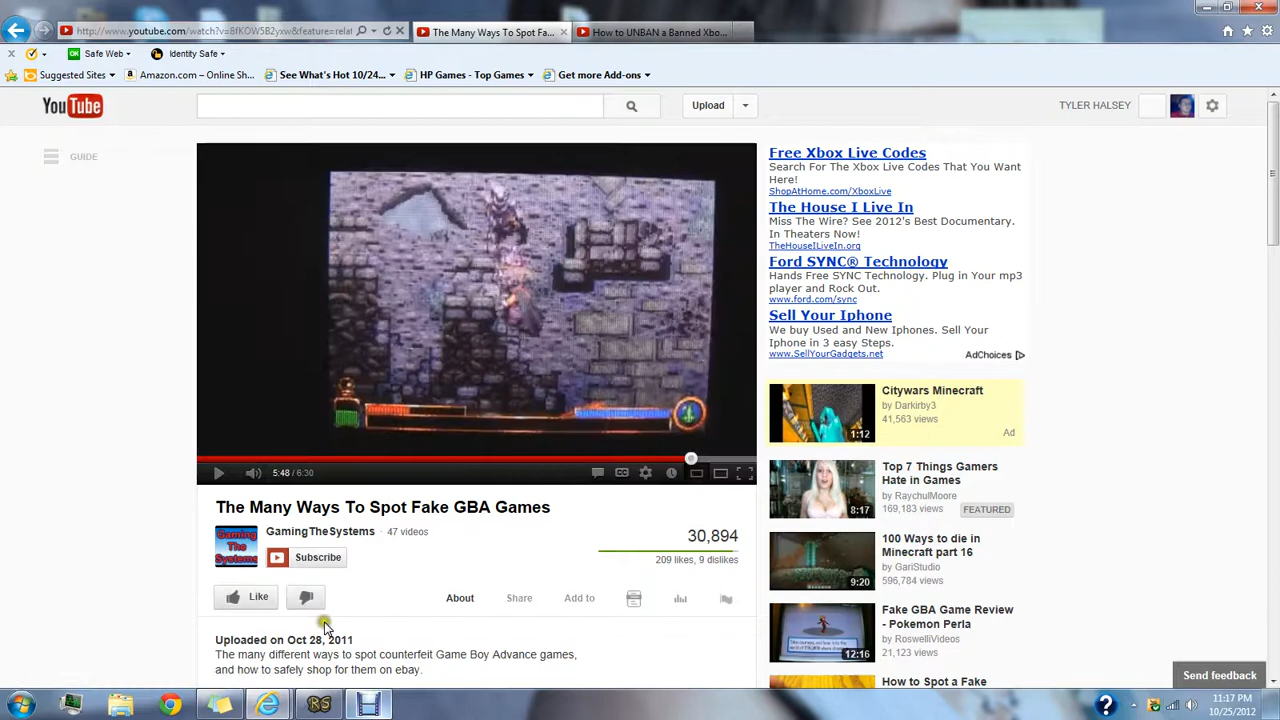 http://www.youtube.com/watch?v=8fKOW5B2yxw&feature=relat
The Many Ways To Spot Fa...
How to UNBAN a Banned Xbo...
Safe Web
Identity Safe
Suggested Sites
Amazon.com – Online Sh...
See What's Hot 10/24...
HP Games - Top Games
Get more Add-ons
YouTube
Upload
TYLER HALSEY
GUIDE
Free Xbox Live Codes
Search For The Xbox Live Codes That You Want
Here!
ShopAtHome.com/XboxLive
The House I Live In
Miss The Wire? See 2012's Best Documentary.
In Theaters Now!
TheHouseILiveIn.org
Ford SYNC® Technology
Hands Free SYNC Technology. Plug in Your mp3
player and Rock Out.
www.ford.com/sync
Sell Your Iphone
We buy Used and New Iphones. Sell Your
Iphone in 3 easy Steps.
www.SellYourGadgets.net
AdChoices
Citywars Minecraft
by Darkirby3
41,563 views
Ad
1:12
5:48 / 6:30
Top 7 Things Gamers
Hate in Games
by RaychulMoore
169,183 views
FEATURED
8:17
The Many Ways To Spot Fake GBA Games
Gaming
The
Systems
GamingTheSystems · 47 videos
Subscribe
30,894
209 likes, 9 dislikes
100 Ways to die in
Minecraft part 16
by GariStudio
596,784 views
9:20
Like
About
Share
Add to
Fake GBA Game Review
- Pokemon Perla
by RoswelliVideos
21,123 views
12:16
Uploaded on Oct 28, 2011
The many different ways to spot counterfeit Game Boy Advance games,
and how to safely shop for them on ebay.
How to Spot a Fake
Send feedback
RS
11:17 PM
10/25/2012